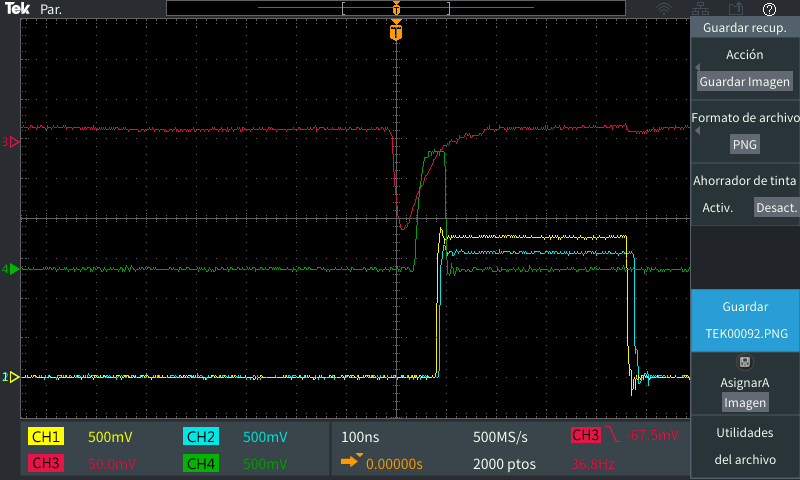 Tek Par.
T
?
T
3
4
12
Guardar recup.
Acción
Guardar Imagen
Formato de archivo
PNG
Ahorrador de tinta
Activ. Desact.
Guardar
TEK00092.PNG
AsignarA
Imagen
Utilidades
del archivo
CH1 500mV CH2 500mV 100ns 500MS/s CH3 -67.5mV
CH3 50.0mV CH4 500mV 0.00000s 2000 ptos 36.8Hz